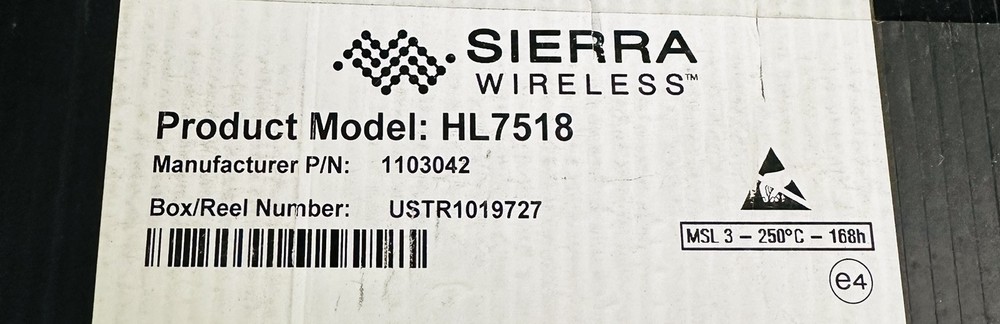 SIERRA
WIRELESS™
Product Model: HL7518
Manufacturer P/N: 1103042
Box/Reel Number: USTR1019727
MSL 3 – 250°C – 168h
e4